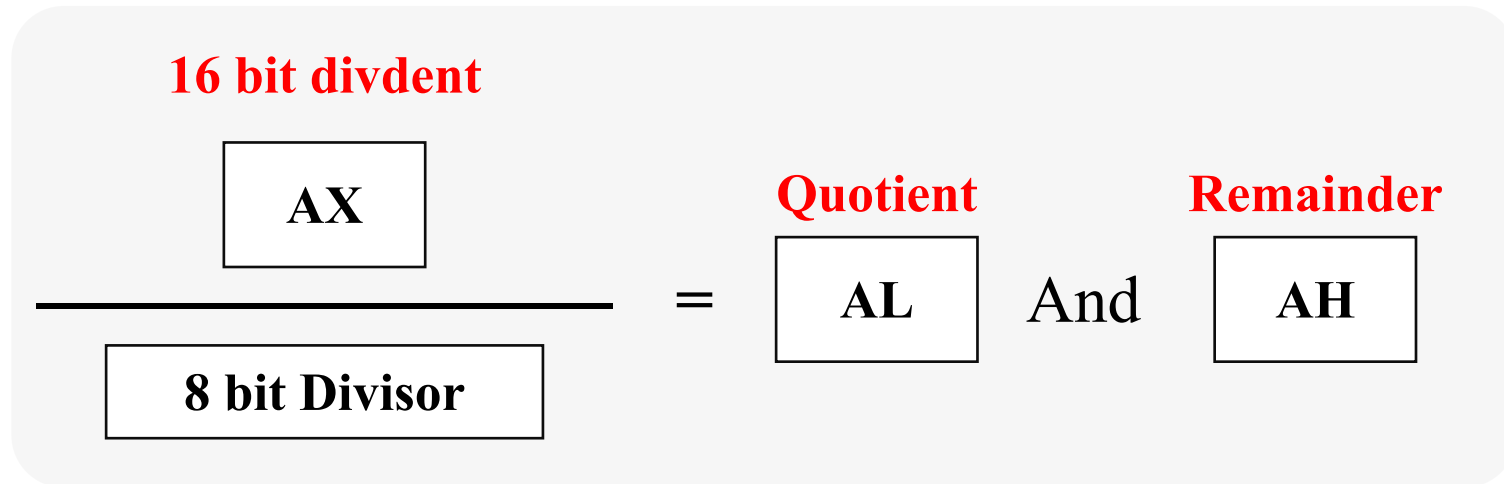 16 bit divdent
AX
8 bit Divisor
=
Quotient
AL
And
Remainder
AH